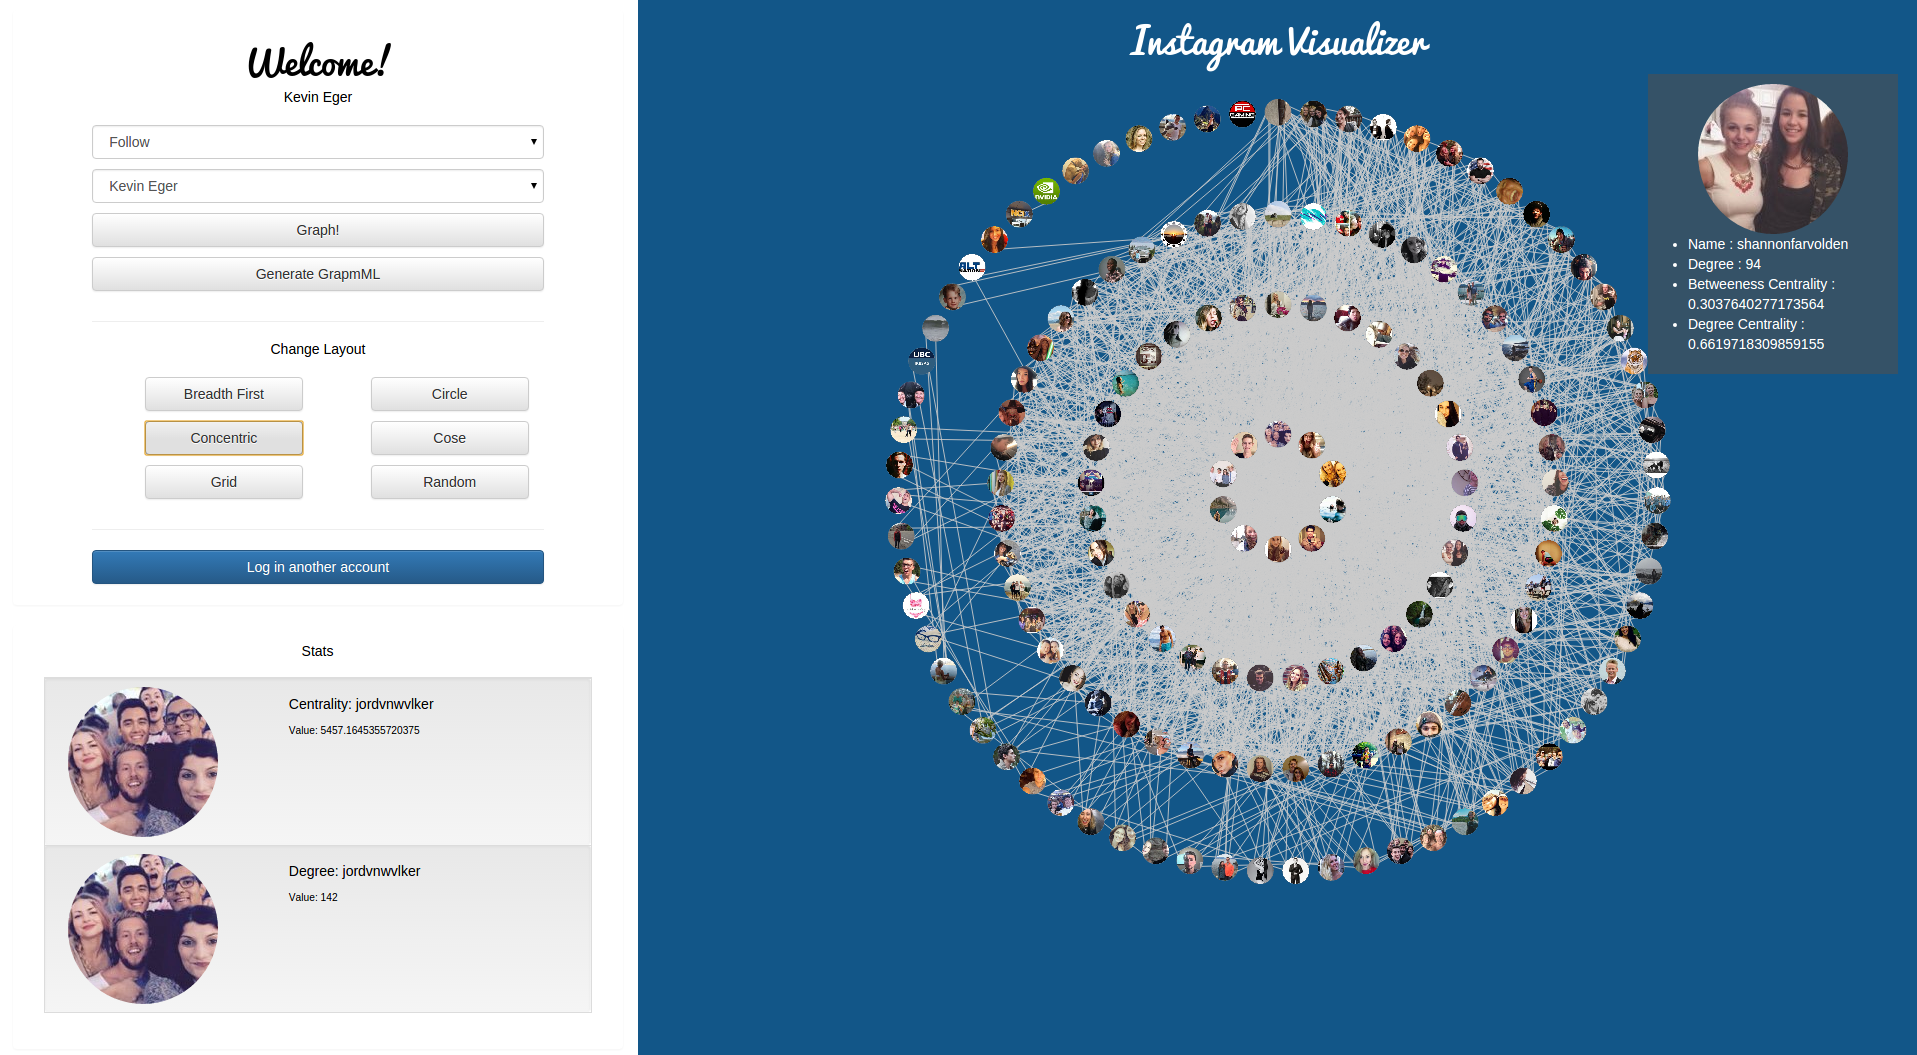 Welcome!
Kevin Eger
Follow
Kevin Eger
Graph!
Generate GrapmML
Change Layout
Breadth First
Circle
Concentric
Cose
Grid
Random
Log in another account
Stats
Centrality: jordvnwvlker
Value: 5457.1645355720375
Degree: jordvnwvlker
Value: 142
Instagram Visualizer
PC
GAMING
NVIDIA
UBC
Name : shannonfarvolden
Degree : 94
Betweeness Centrality :
0.3037640277173564
Degree Centrality :
0.6619718309859155